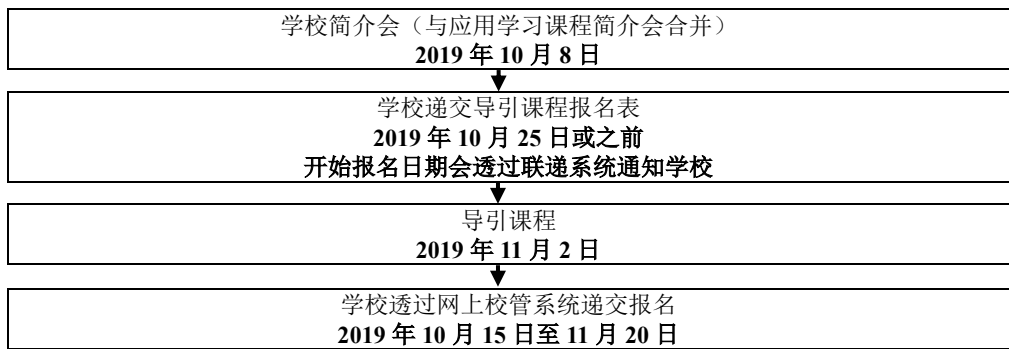 学校简介会（与应用学习课程简介会合并）
2019 年 10 月 8 日
学校递交导引课程报名表
2019 年 10 月 25 日或之前
开始报名日期会透过联递系统通知学校
导引课程
2019 年 11 月 2 日
学校透过网上校管系统递交报名
2019 年 10 月 15 日至 11 月 20 日